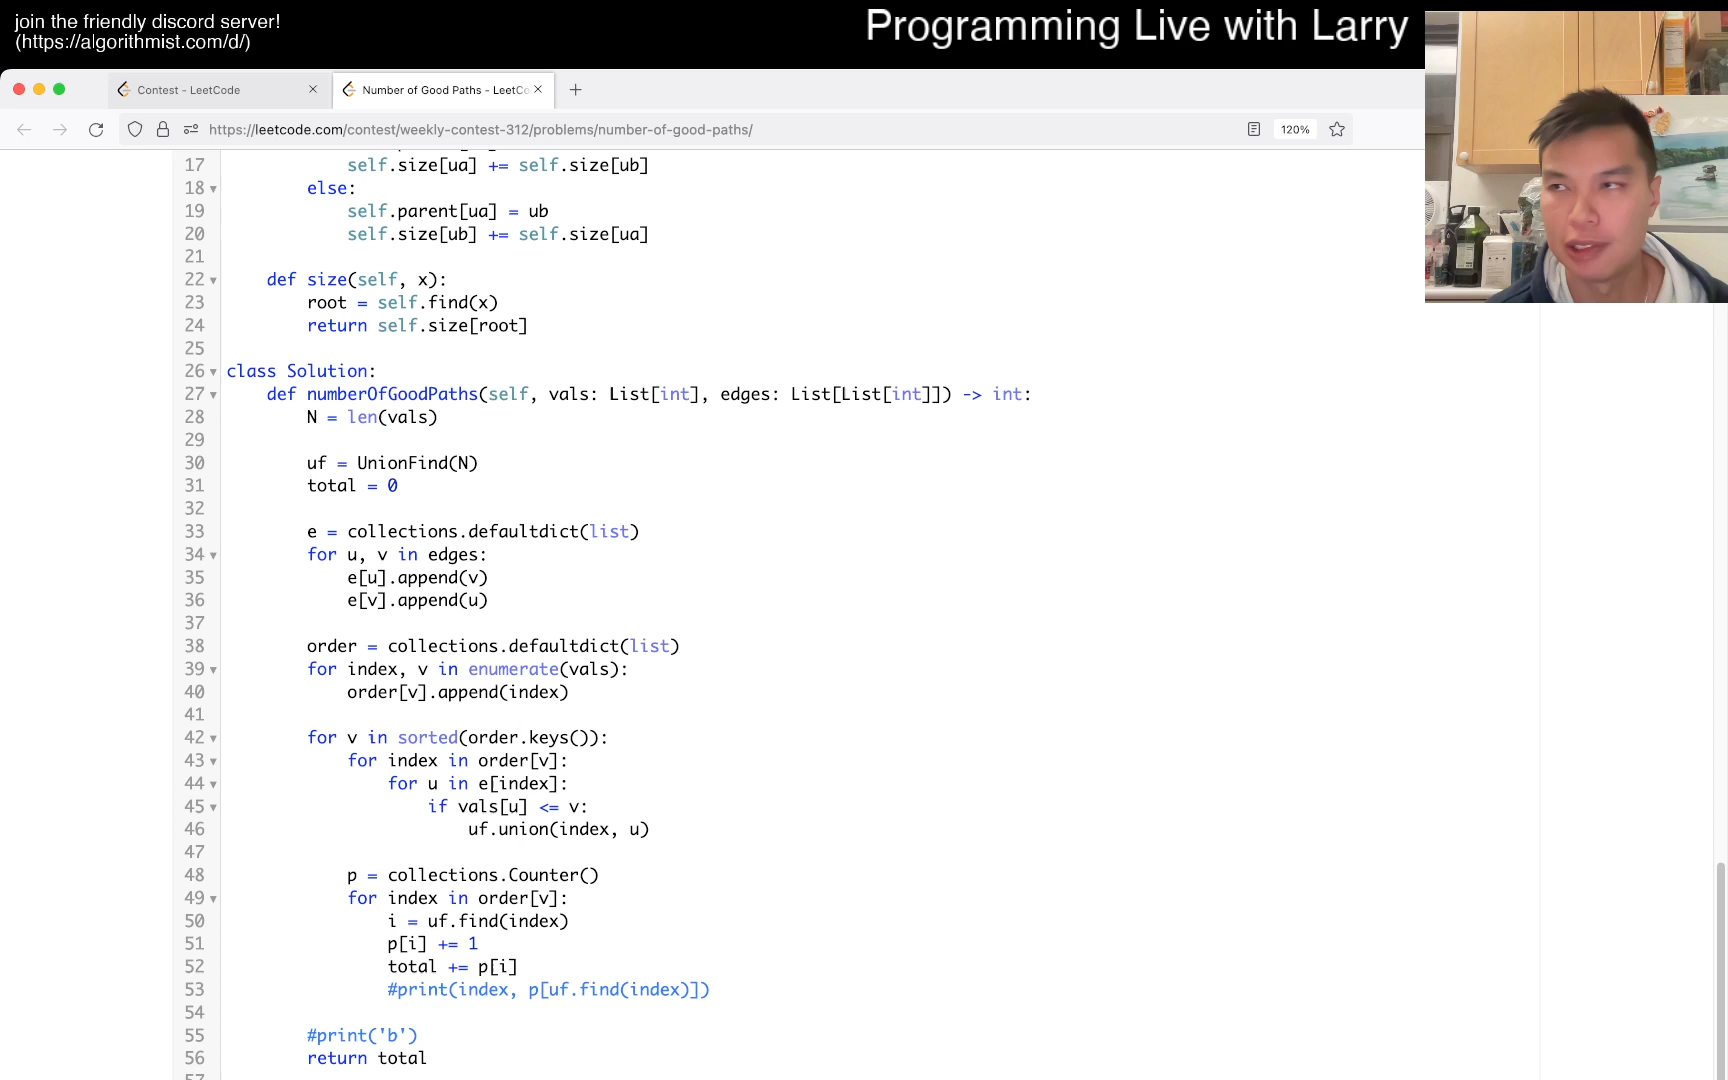 join the friendly discord server!
(https://algorithmist.com/d/)
Programming Live with Larry
Contest - LeetCode
Number of Good Paths - LeetCo
https://leetcode.com/contest/weekly-contest-312/problems/number-of-good-paths/
120%
17 self.size[ua] += self.size[ub]
18 else:
19 self.parent[ua] = ub
20 self.size[ub] += self.size[ua]
21
22 def size(self, x):
23 root = self.find(x)
24 return self.size[root]
25
26 class Solution:
27 def numberOfGoodPaths(self, vals: List[int], edges: List[List[int]]) -> int:
28 N = len(vals)
29
30 uf = UnionFind(N)
31 total = 0
32
33 e = collections.defaultdict(list)
34 for u, v in edges:
35 e[u].append(v)
36 e[v].append(u)
37
38 order = collections.defaultdict(list)
39 for index, v in enumerate(vals):
40 order[v].append(index)
41
42 for v in sorted(order.keys()):
43 for index in order[v]:
44 for u in e[index]:
45 if vals[u] <= v:
46 uf.union(index, u)
47
48 p = collections.Counter()
49 for index in order[v]:
50 i = uf.find(index)
51 p[i] += 1
52 total += p[i]
53 #print(index, p[uf.find(index)])
54
55 #print('b')
56 return total
57